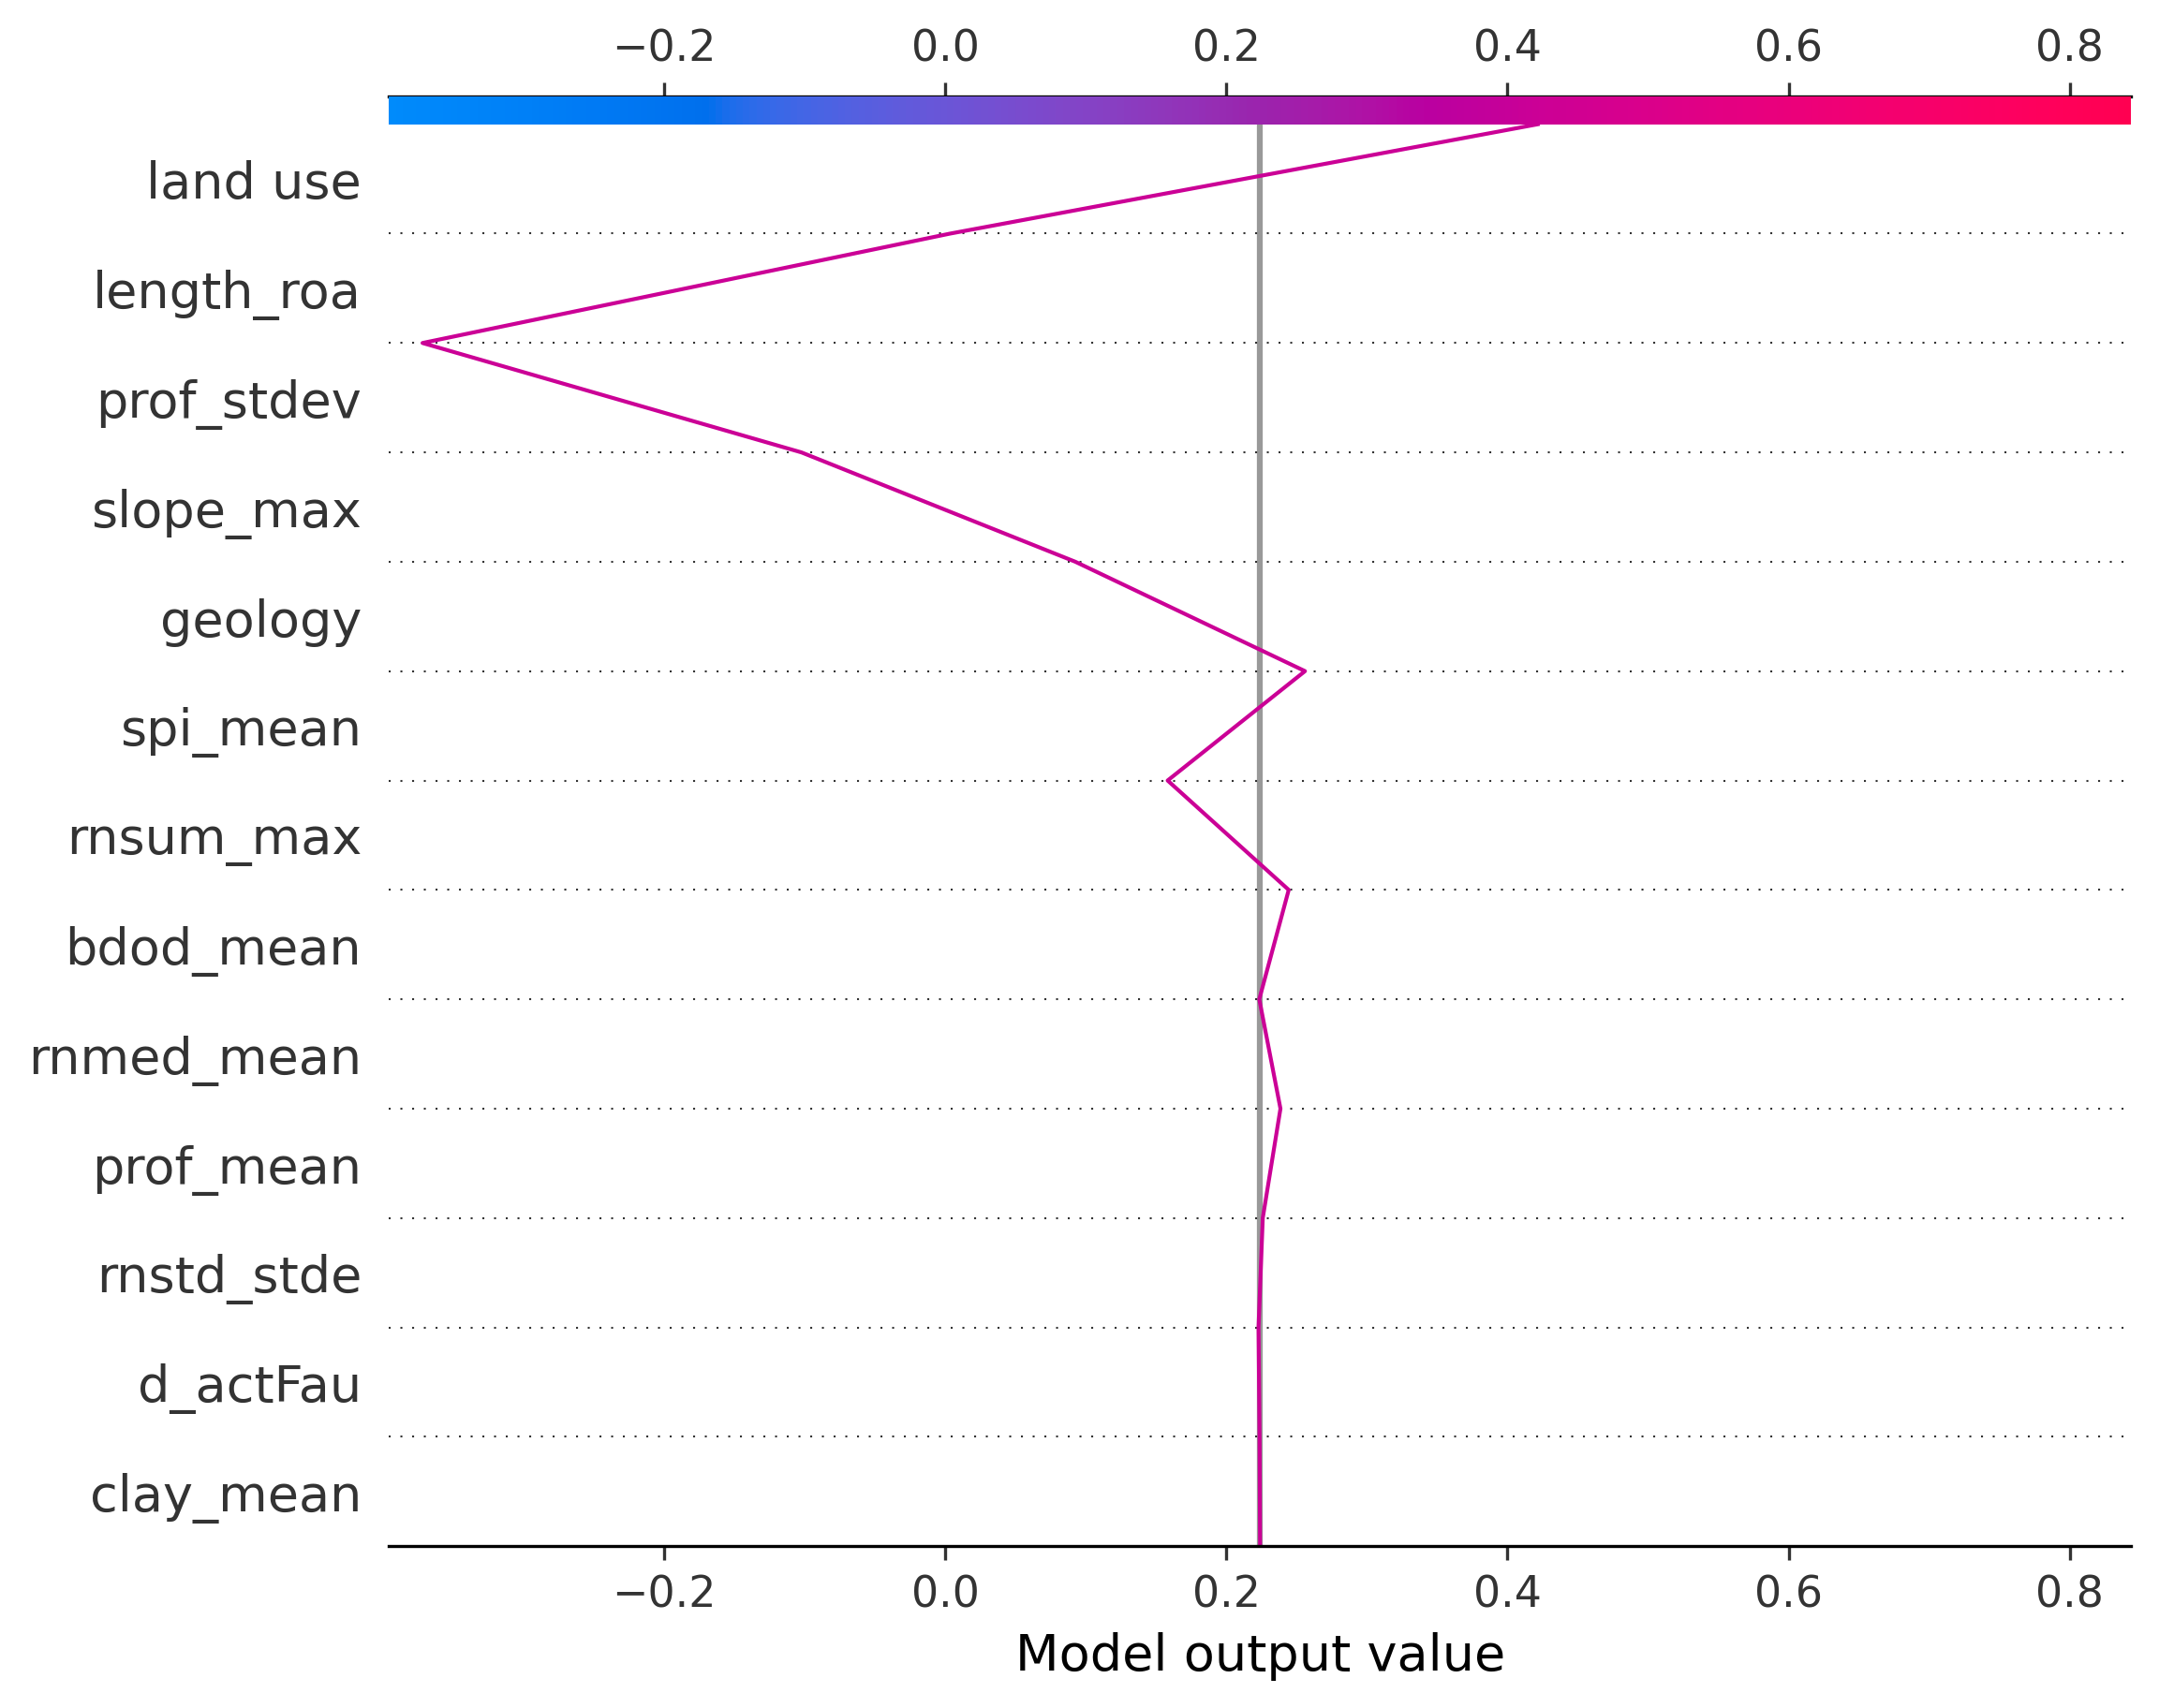 −0.2 0.0 0.2 0.4 0.6 0.8
land use
length_roa
prof_stdev
slope_max
geology
spi_mean
rnsum_max
bdod_mean
rnmed_mean
prof_mean
rnstd_stde
d_actFau
clay_mean
−0.2 0.0 0.2 0.4 0.6 0.8
Model output value